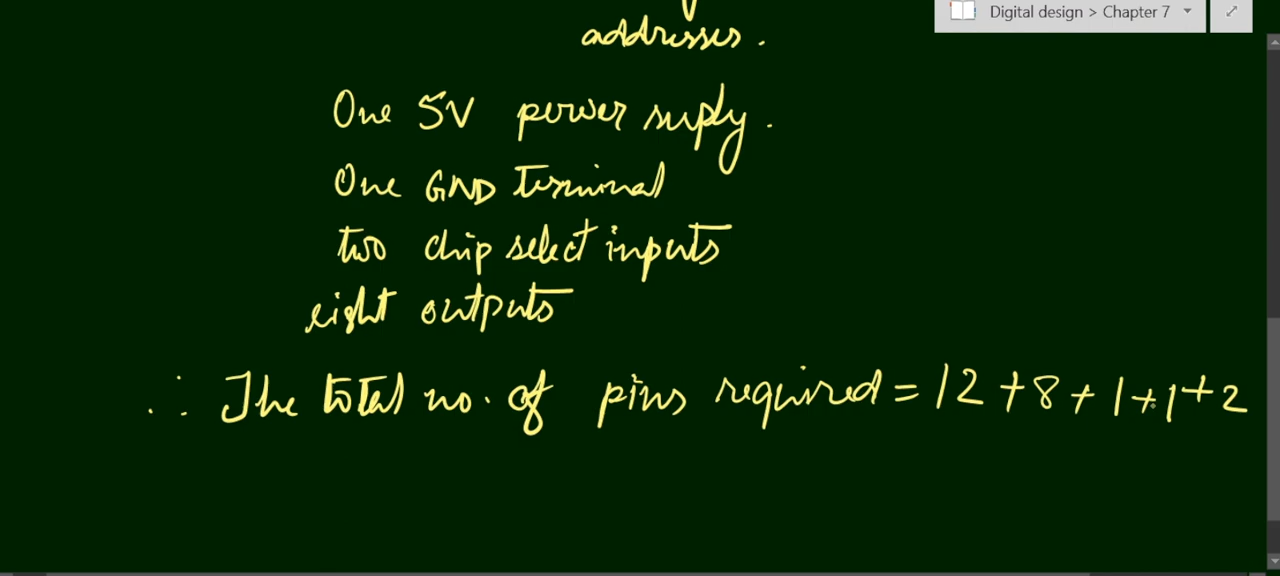 Digital design > Chapter 7
addresses.
One 5V power suply.
One GND Terminal
two chip select inputs
eight outputs
∴ The total no. of pins required = 12 + 8 + 1 + 1 + 2